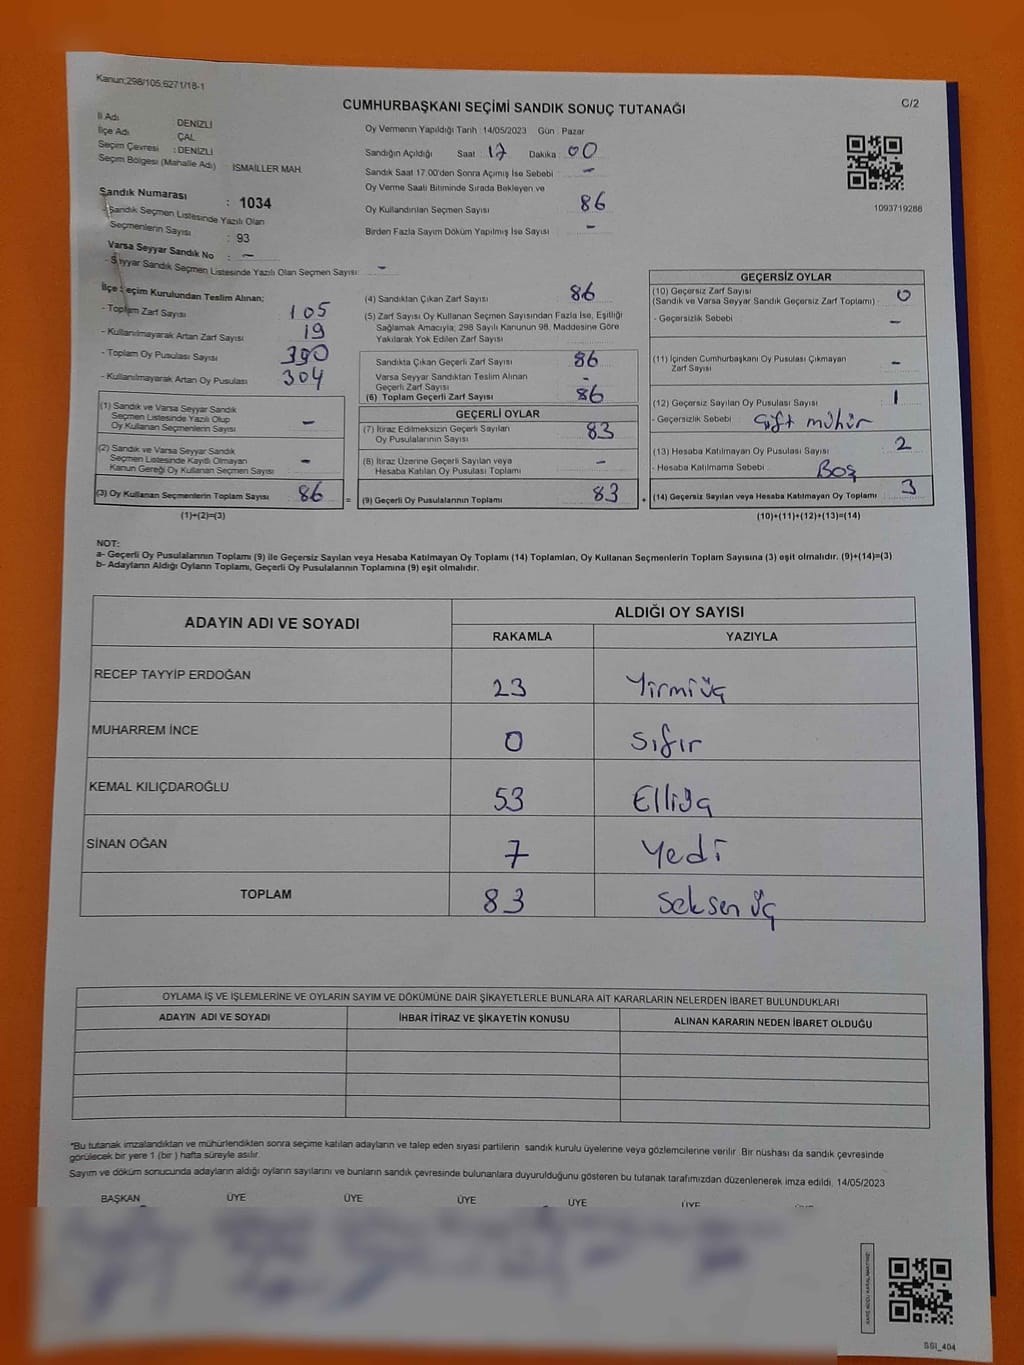 Kanun;298/105,6271/18-1
C/2
CUMHURBAŞKANI SEÇİMİ SANDIK SONUÇ TUTANAĞI
İl Adı : DENİZLİ
İlçe Adı : ÇAL
Seçim Çevresi : DENİZLİ
Seçim Bölgesi (Mahalle Adı) : İSMAİLLER MAH.
Sandık Numarası : 1034
- Sandık Seçmen Listesinde Yazılı Olan
Seçmenlerin Sayısı : 93
Varsa Seyyar Sandık No : -
- Seyyar Sandık Seçmen Listesinde Yazılı Olan Seçmen Sayısı: -
Oy Vermenin Yapıldığı Tarih :14/05/2023 Gün : Pazar
Sandığın Açıldığı Saat : 17 Dakika : 00
Sandık Saat 17.00'den Sonra Açımış İse Sebebi : -
Oy Verme Saati Bitiminde Sırada Bekleyen ve
Oy Kullandırılan Seçmen Sayısı : 86
Birden Fazla Sayım Döküm Yapılmış İse Sayısı : -
1093719286
İlçe Seçim Kurulundan Teslim Alınan;
- Toplam Zarf Sayısı : 105
- Kullanılmayarak Artan Zarf Sayısı : 19
- Toplam Oy Pusulası Sayısı : 390
- Kullanılmayarak Artan Oy Pusulası : 304
(1) Sandık ve Varsa Seyyar Sandık
Seçmen Listesinde Yazılı Olup
Oy Kullanan Seçmenlerin Sayısı : -
(2) Sandık ve Varsa Seyyar Sandık
Seçmen Listesinde Kayıtlı Olmayan
Kanun Gereği Oy Kullanan Seçmen Sayısı : -
(3) Oy Kullanan Seçmenlerin Toplam Sayısı : 86 =
(1)+(2)=(3)
(4) Sandıktan Çıkan Zarf Sayısı : 86
(5) Zarf Sayısı Oy Kullanan Seçmen Sayısından Fazla İse, Eşitliği
Sağlamak Amacıyla; 298 Sayılı Kanunun 98. Maddesine Göre
Yakılarak Yok Edilen Zarf Sayısı :
Sandıkta Çıkan Geçerli Zarf Sayısı : 86
Varsa Seyyar Sandıktan Teslim Alınan
Geçerli Zarf Sayısı : -
(6) Toplam Geçerli Zarf Sayısı : 86
GEÇERLİ OYLAR
(7) İtiraz Edilmeksizin Geçerli Sayılan
Oy Pusulalarının Sayısı : 83
(8) İtiraz Üzerine Geçerli Sayılan veya
Hesaba Katılan Oy Pusulası Toplamı : -
(9) Geçerli Oy Pusulalarının Toplamı : 83 +
GEÇERSİZ OYLAR
(10) Geçersiz Zarf Sayısı
(Sandık ve Varsa Seyyar Sandık Geçersiz Zarf Toplamı) : 0
- Geçersizlik Sebebi : -
(11) İçinden Cumhurbaşkanı Oy Pusulası Çıkmayan
Zarf Sayısı : -
(12) Geçersiz Sayılan Oy Pusulası Sayısı : 1
- Geçersizlik Sebebi : Çift mühür
(13) Hesaba Katılmayan Oy Pusulası Sayısı : 2
- Hesaba Katılmama Sebebi : Boş
(14) Geçersiz Sayılan veya Hesaba Katılmayan Oy Toplamı : 3
(10)+(11)+(12)+(13)=(14)
NOT:
a- Geçerli Oy Pusulalarının Toplamı (9) ile Geçersiz Sayılan veya Hesaba Katılmayan Oy Toplamı (14) Toplamları, Oy Kullanan Seçmenlerin Toplam Sayısına (3) eşit olmalıdır. (9)+(14)=(3)
b- Adayların Aldığı Oyların Toplamı, Geçerli Oy Pusulalarının Toplamına (9) eşit olmalıdır.
ADAYIN ADI VE SOYADI ALDIĞI OY SAYISI
RAKAMLA YAZIYLA
RECEP TAYYİP ERDOĞAN 23 Yirmi üç
MUHARREM İNCE 0 Sıfır
KEMAL KILIÇDAROĞLU 53 Elliüç
SİNAN OĞAN 7 Yedi
TOPLAM 83 Seksen üç
OYLAMA İŞ VE İŞLEMLERİNE VE OYLARIN SAYIM VE DÖKÜMÜNE DAİR ŞİKAYETLERLE BUNLARA AİT KARARLARIN NELERDEN İBARET BULUNDUKLARI
ADAYIN ADI VE SOYADI İHBAR İTİRAZ VE ŞİKAYETİN KONUSU ALINAN KARARIN NEDEN İBARET OLDUĞU
*Bu tutanak imzalandıktan ve mühürlendikten sonra seçime katılan adayların ve talep eden siyasi partilerin sandık kurulu üyelerine veya gözlemcilerine verilir. Bir nüshası da sandık çevresinde
görülecek bir yere 1 (bir ) hafta süreyle asılır.
Sayım ve döküm sonucunda adayların aldığı oyların sayılarını ve bunların sandık çevresinde bulunanlara duyurulduğunu gösteren bu tutanak tarafımızdan düzenlenerek imza edildi. 14/05/2023
BAŞKAN ÜYE ÜYE ÜYE ÜYE ÜYE ÜYE
SSI_404